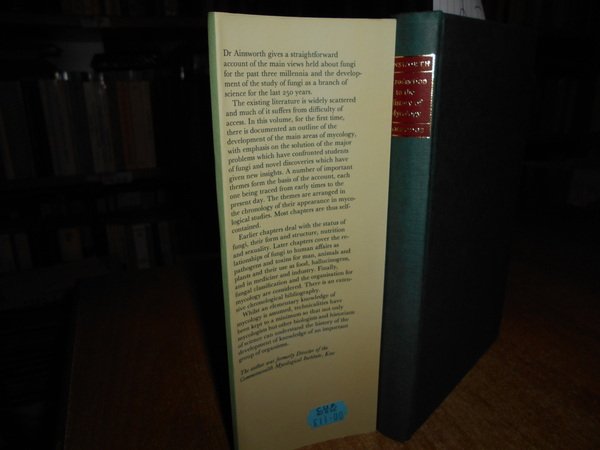 Dr Ainsworth gives a straightforward
account of the main views held about fungi
for the past three millennia and the develop-
ment of the study of fungi as a branch of
science for the last 250 years.
The existing literature is widely scattered
and much of it suffers from difficulty of
access. In this volume, for the first time,
there is documented an outline of the
development of the main areas of mycology,
with emphasis on the solution of the major
problems which have confronted students
of fungi and novel discoveries which have
given new insights. A number of important
themes form the basis of the account, each
one being traced from early times to the
present day. The themes are arranged in
the chronology of their appearance in myco-
logical studies. Most chapters are thus self-
contained.
Earlier chapters deal with the status of
fungi, their form and structure, nutrition
and sexuality. Later chapters cover the re-
lationships of fungi to human affairs as
pathogens and toxins for man, animals and
plants and their use as food, hallucinogens,
and in medicine and industry. Finally,
fungal classification and the organisation for
mycology are considered. There is an exten-
sive chronological bibliography.
Whilst an elementary knowledge of
mycology is assumed, technicalities have
been kept to a minimum so that not only
mycologists but other biologists and historians
of science can understand the history of the
development of knowledge of an important
group of organisms.
The author was formerly Director of the
Commonwealth Mycological Institute, Kew
to the
Mycology